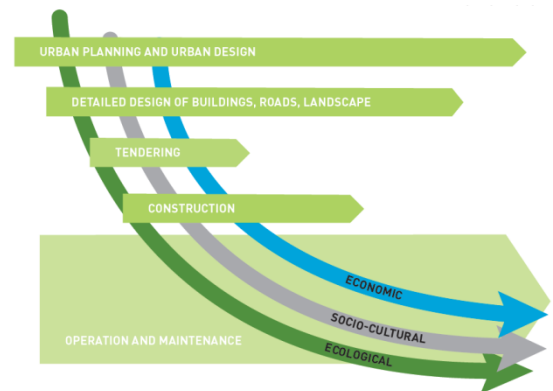 URBAN PLANNING AND URBAN DESIGN
DETAILED DESIGN OF BUILDINGS, ROADS, LANDSCAPE
TENDERING
CONSTRUCTION
ECONOMIC
SOCIO-CULTURAL
OPERATION AND MAINTENANCE
ECOLOGICAL